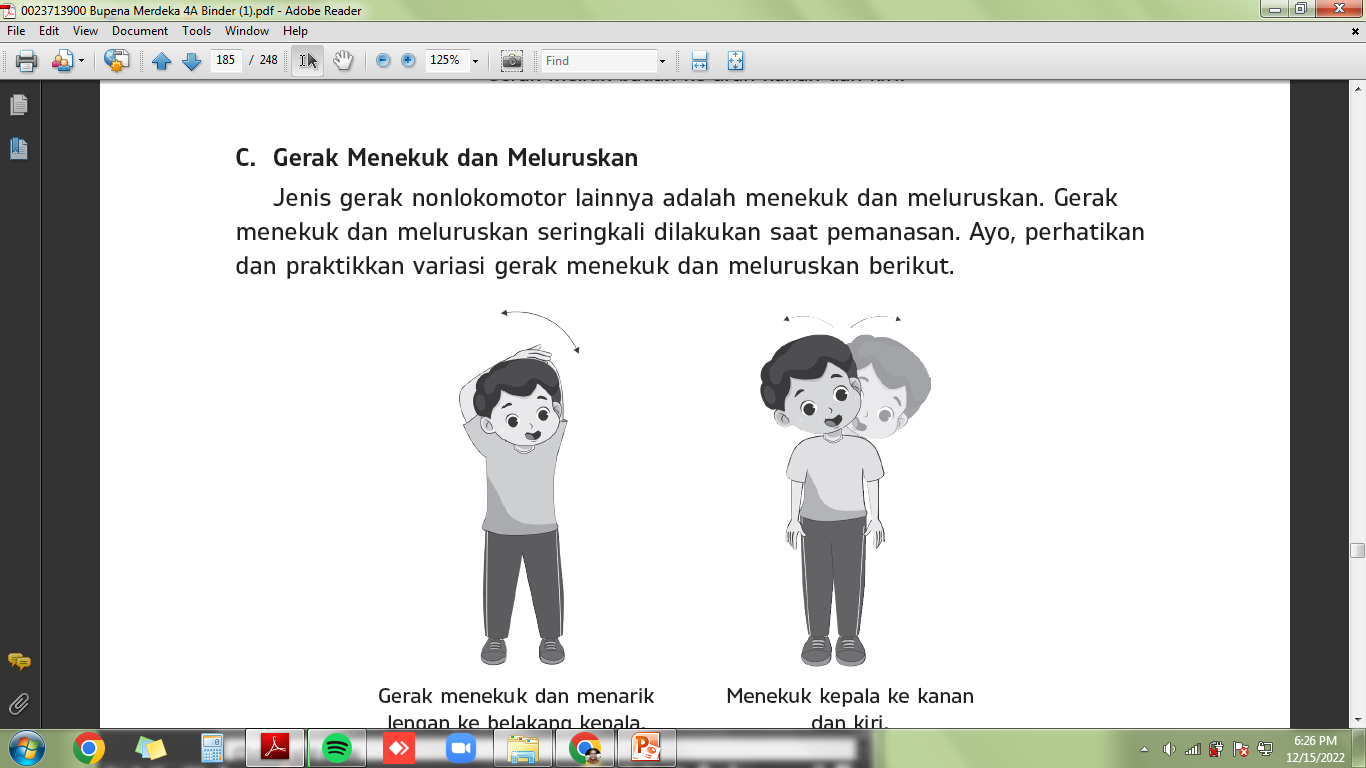 0023713900 Bupena Merdeka 4A Binder (1).pdf - Adobe Reader
File Edit View Document Tools Window Help
185 / 248 125% Find
C. Gerak Menekuk dan Meluruskan
Jenis gerak nonlokomotor lainnya adalah menekuk dan meluruskan. Gerak
menekuk dan meluruskan seringkali dilakukan saat pemanasan. Ayo, perhatikan
dan praktikkan variasi gerak menekuk dan meluruskan berikut.
Gerak menekuk dan menarik
lengan ke belakang kepala.
Menekuk kepala ke kanan
dan kiri.
6:26 PM
12/15/2022